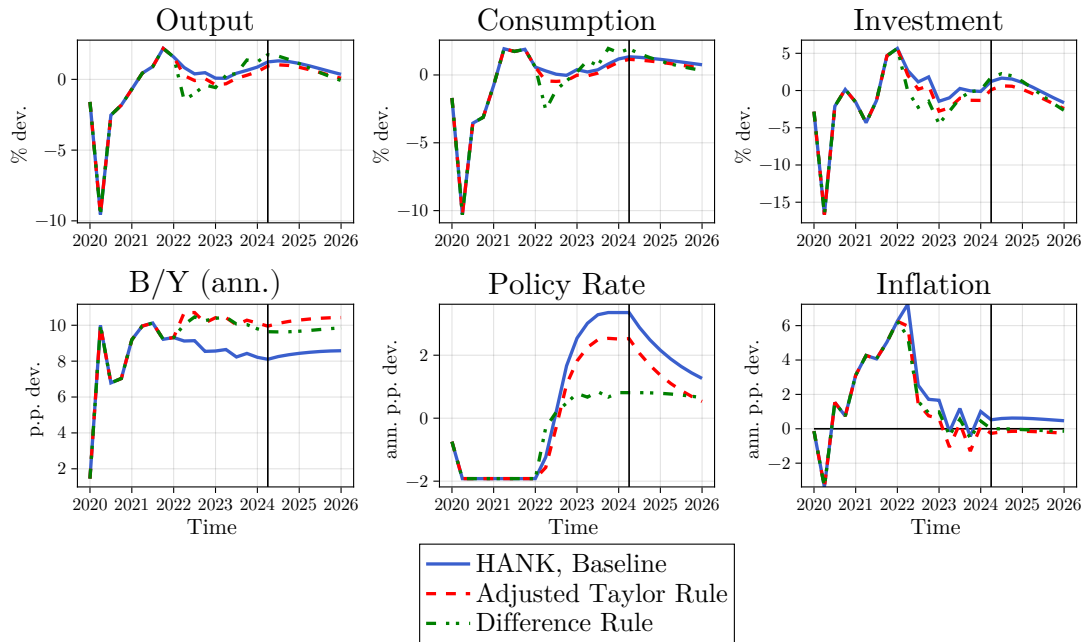 Output
% dev.
0
−5
−10
2020 2021 2022 2023 2024 2025 2026
Consumption
% dev.
0
−5
−10
2020 2021 2022 2023 2024 2025 2026
Investment
% dev.
5
0
−5
−10
−15
2020 2021 2022 2023 2024 2025 2026
B/Y (ann.)
p.p. dev.
10
8
6
4
2
2020 2021 2022 2023 2024 2025 2026
Time
Policy Rate
ann. p.p. dev.
2
0
−2
2020 2021 2022 2023 2024 2025 2026
Time
Inflation
ann. p.p. dev.
6
4
2
0
−2
2020 2021 2022 2023 2024 2025 2026
Time
HANK, Baseline
Adjusted Taylor Rule
Difference Rule